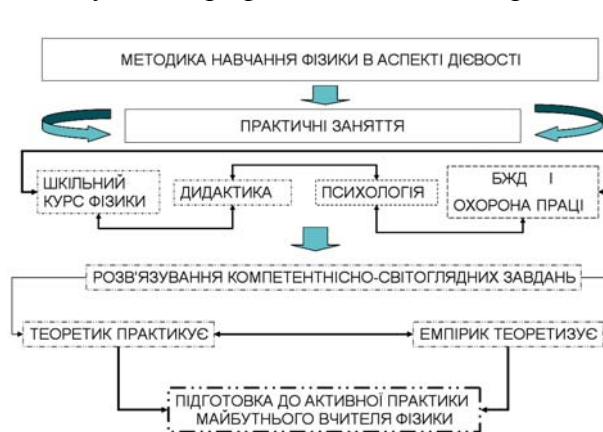 МЕТОДИКА НАВЧАННЯ ФІЗИКИ В АСПЕКТІ ДІЄВОСТІ
ПРАКТИЧНІ ЗАНЯТТЯ
ШКІЛЬНИЙ
КУРС ФІЗИКИ
ДИДАКТИКА
ПСИХОЛОГІЯ
БЖД І
ОХОРОНА ПРАЦІ
РОЗВ'ЯЗУВАННЯ КОМПЕТЕНТНІСНО-СВІТОГЛЯДНИХ ЗАВДАНЬ
ТЕОРЕТИК ПРАКТИКУЄ
ЕМПІРИК ТЕОРЕТИЗУЄ
ПІДГОТОВКА ДО АКТИВНОЇ ПРАКТИКИ
МАЙБУТНЬОГО ВЧИТЕЛЯ ФІЗИКИ